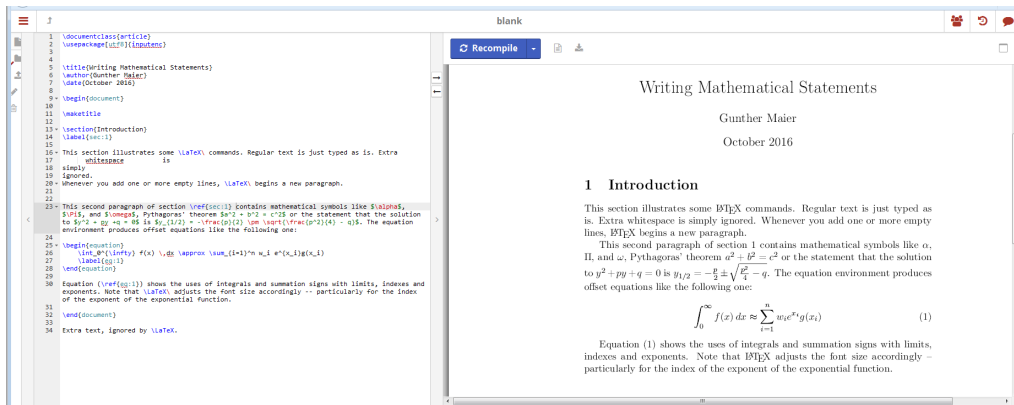 blank
1 \documentclass{article}
2 \usepackage[utf8]{inputenc}
3
4
5 \title{Writing Mathematical Statements}
6 \author{Gunther Maier}
7 \date{October 2016}
8
9 \begin{document}
10
11 \maketitle
12
13 \section{Introduction}
14 \label{sec:1}
15
16 This section illustrates some \LaTeX\ commands. Regular text is just typed as is. Extra
17 whitespace is
18 simply
19 ignored.
20 Whenever you add one or more empty lines, \LaTeX\ begins a new paragraph.
21
22
23 This second paragraph of section \ref{sec:1} contains mathematical symbols like $\alpha$,
$\Pi$, and $\omega$, Pythagoras' theorem $a^2 + b^2 = c^2$ or the statement that the solution
to $y^2 + py +q = 0$ is $y_{1/2} = -\frac{p}{2} \pm \sqrt{\frac{p^2}{4} - q}$. The equation
environment produces offset equations like the following one:
24
25 \begin{equation}
26 \int_0^{\infty} f(x) \,dx \approx \sum_{i=1}^n w_i e^{x_i}g(x_i)
27 \label{eq:1}
28 \end{equation}
29
30 Equation (\ref{eq:1}) shows the uses of integrals and summation signs with limits, indexes and
exponents. Note that \LaTeX\ adjusts the font size accordingly -- particularly for the index
of the exponent of the exponential function.
31
32 \end{document}
33
34 Extra text, ignored by \LaTeX.
Recompile
Writing Mathematical Statements
Gunther Maier
October 2016
1 Introduction
This section illustrates some LaTeX commands. Regular text is just typed as
is. Extra whitespace is simply ignored. Whenever you add one or more empty
lines, LaTeX begins a new paragraph.
This second paragraph of section 1 contains mathematical symbols like α,
Π, and ω, Pythagoras' theorem a² + b² = c² or the statement that the solution
to y² + py + q = 0 is y₁/₂ = −p/2 ± √(p²/4 − q). The equation environment produces
offset equations like the following one:
∫₀^∞ f(x) dx ≈ ∑_{i=1}^n w_i e^{x_i} g(x_i) (1)
Equation (1) shows the uses of integrals and summation signs with limits,
indexes and exponents. Note that LaTeX adjusts the font size accordingly –
particularly for the index of the exponent of the exponential function.